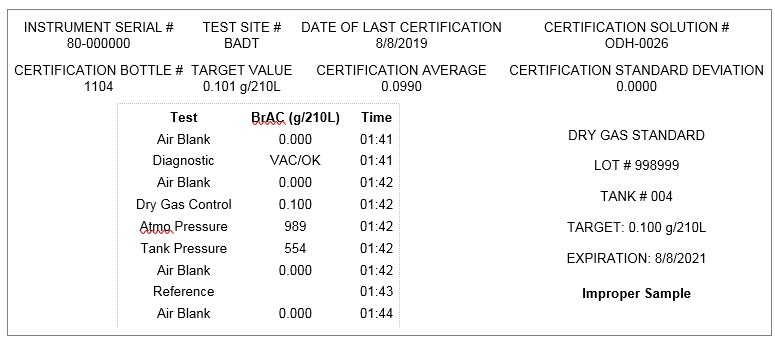 INSTRUMENT SERIAL # TEST SITE # DATE OF LAST CERTIFICATION CERTIFICATION SOLUTION #
80-000000 BADT 8/8/2019 ODH-0026
CERTIFICATION BOTTLE # TARGET VALUE CERTIFICATION AVERAGE CERTIFICATION STANDARD DEVIATION
1104 0.101 g/210L 0.0990 0.0000
Test BrAC (g/210L) Time
Air Blank 0.000 01:41
Diagnostic VAC/OK 01:41
Air Blank 0.000 01:42
Dry Gas Control 0.100 01:42
Atmo Pressure 989 01:42
Tank Pressure 554 01:42
Air Blank 0.000 01:42
Reference 01:43
Air Blank 0.000 01:44
DRY GAS STANDARD
LOT # 998999
TANK # 004
TARGET: 0.100 g/210L
EXPIRATION: 8/8/2021
Improper Sample